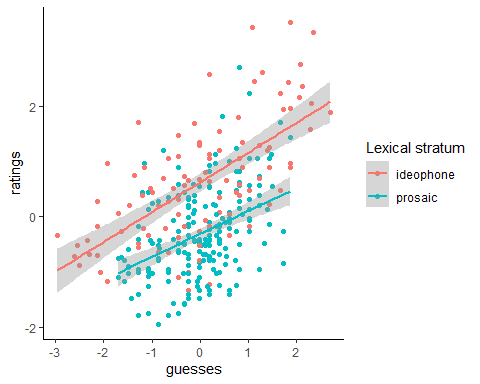 2
0
-2
ratings
-3
-2
-1
0
1
2
guesses
Lexical stratum
ideophone
prosaic